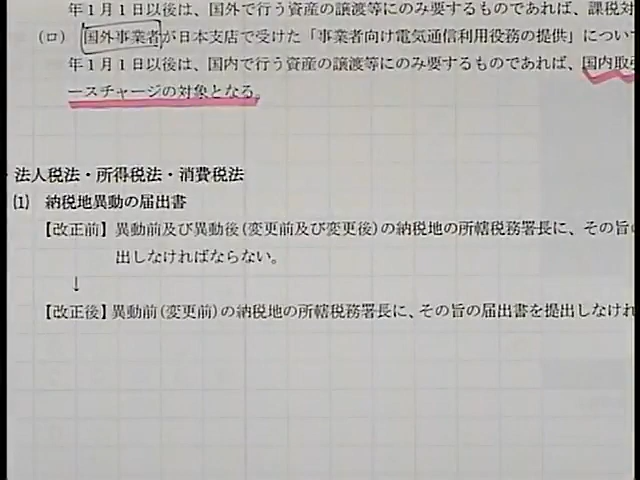 年1月1日以後は、国外で行う資産の譲渡等にのみ要するものであれば、課税対
(ロ) 国外事業者が日本支店で受けた「事業者向け電気通信利用役務の提供」につい
年1月1日以後は、国内で行う資産の譲渡等にのみ要するものであれば、国内取
ースチャージの対象となる。
・法人税法・所得税法・消費税法
(1) 納税地異動の届出書
【改正前】異動前及び異動後(変更前及び変更後)の納税地の所轄税務署長に、その旨の
出しなければならない。
↓
【改正後】異動前(変更前)の納税地の所轄税務署長に、その旨の届出書を提出しなけれ